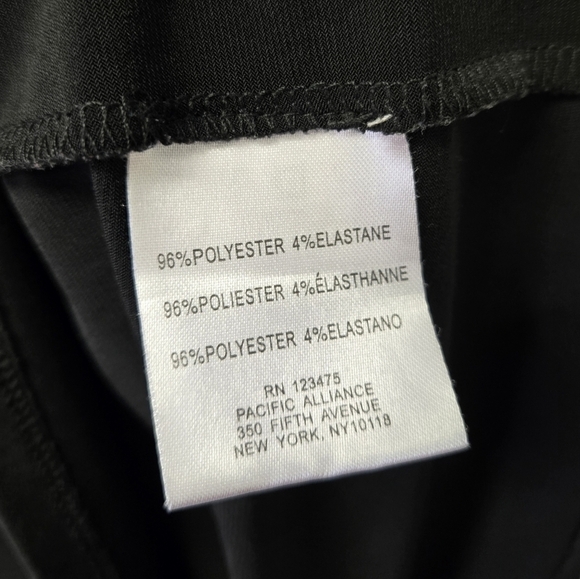 96%POLYESTER 4%ELASTANE
96%POLIESTER 4%ÉLASTHANNE
96%POLYESTER 4%ELASTANO
RN 123475
PACIFIC ALLIANCE
350 FIFTH AVENUE
NEW YORK, NY10118